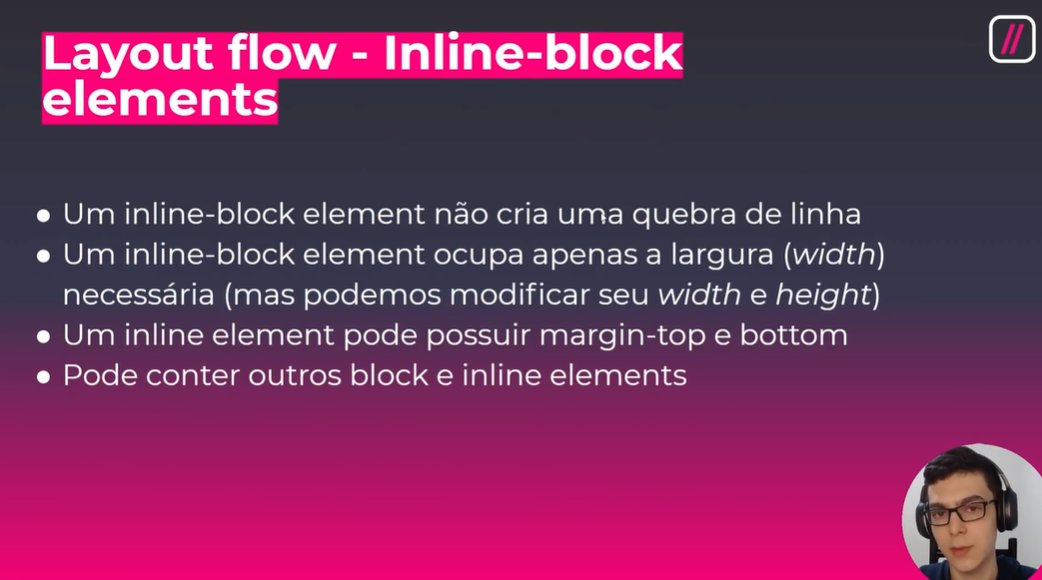 Layout flow - Inline-block
elements
● Um inline-block element não cria uma quebra de linha
● Um inline-block element ocupa apenas a largura (width)
necessária (mas podemos modificar seu width e height)
● Um inline element pode possuir margin-top e bottom
● Pode conter outros block e inline elements